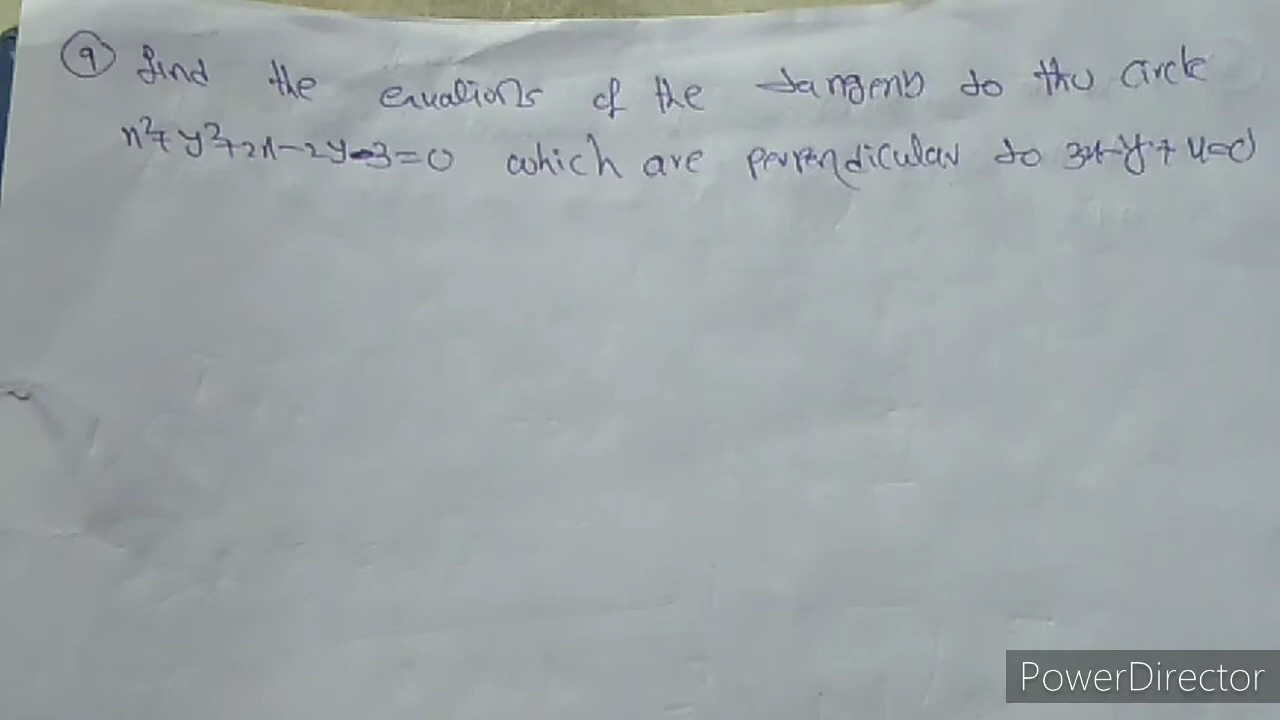 9 find the equations of the tangents to the circle
x²+y²+2x-2y-3=0 which are perpendicular to 3x-y+4=0
PowerDirector